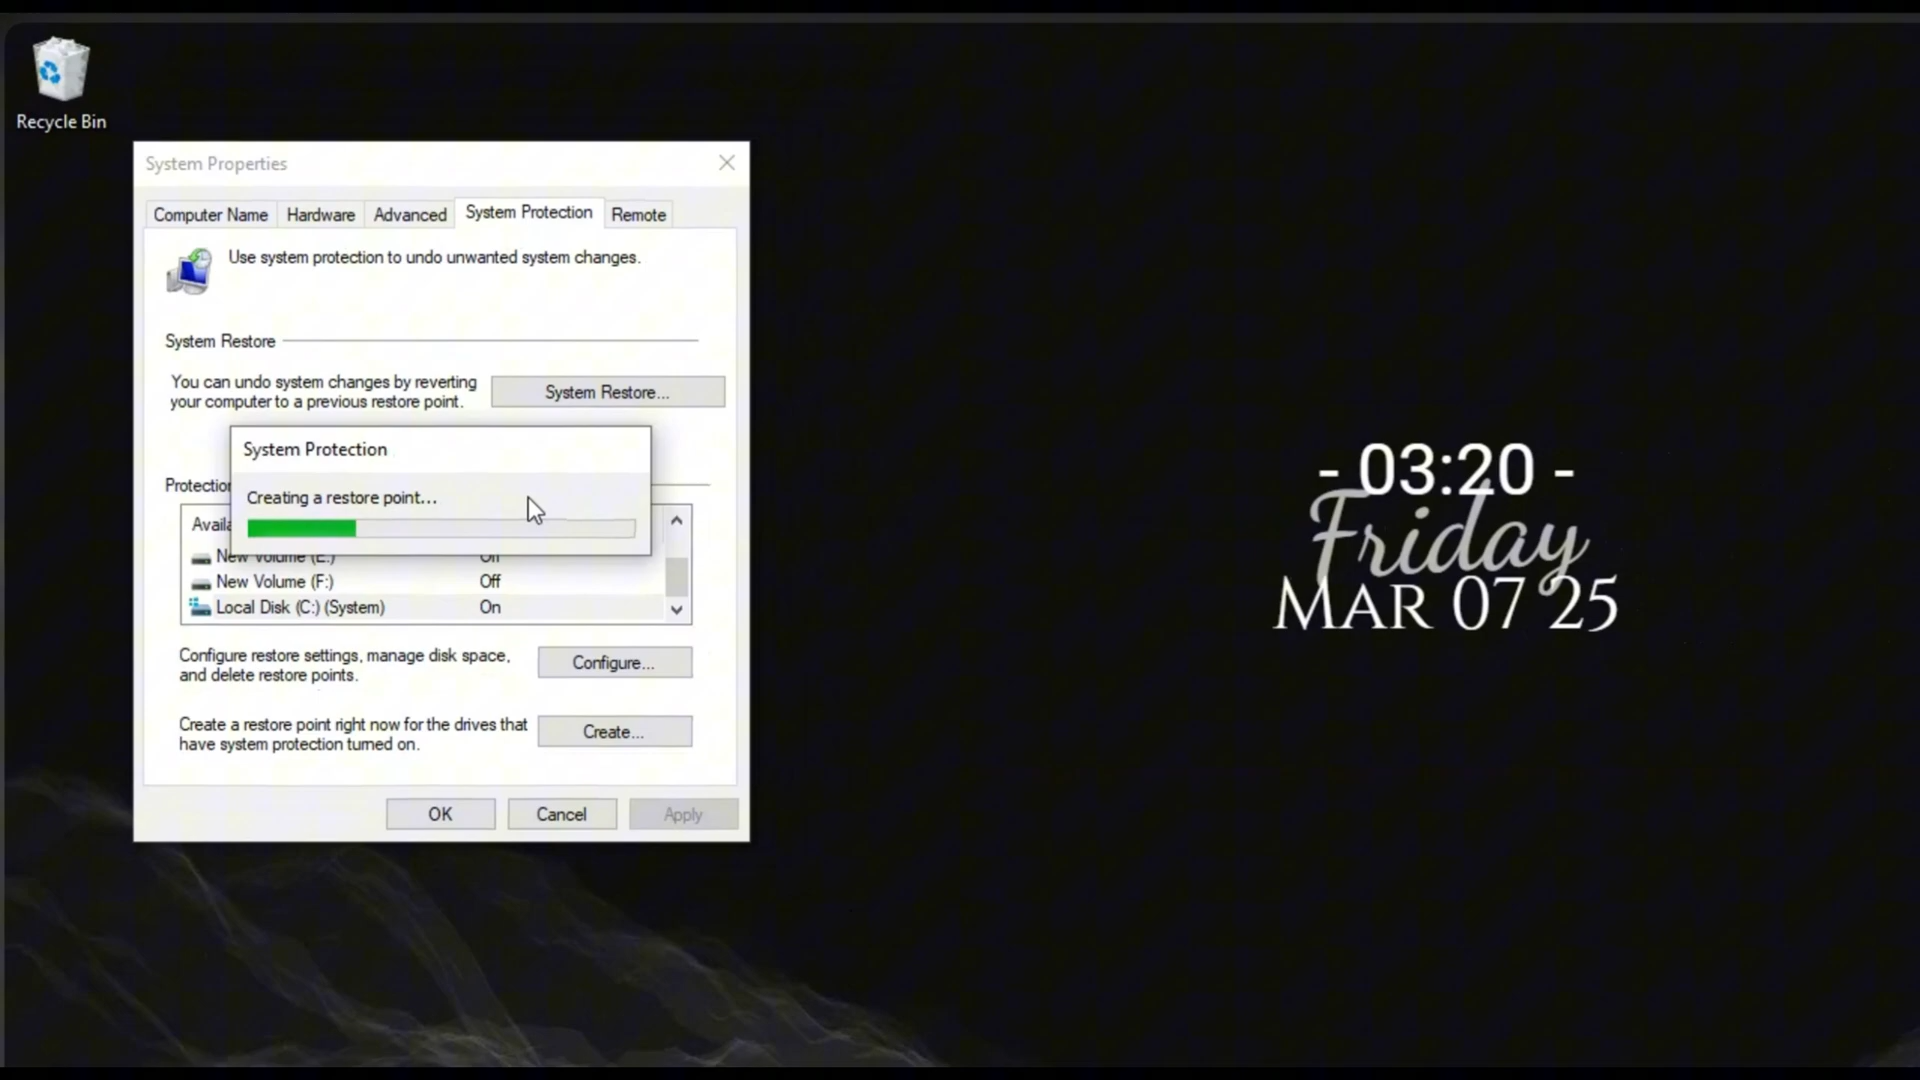 Recycle Bin
System Properties
Computer Name
Hardware
Advanced
System Protection
Remote
Use system protection to undo unwanted system changes.
System Restore
You can undo system changes by reverting
your computer to a previous restore point.
System Restore...
System Protection
Creating a restore point...
Protection
Availa
New Volume (E:)
New Volume (F:) Off
Local Disk (C:) (System) On
Configure restore settings, manage disk space,
and delete restore points.
Configure...
Create a restore point right now for the drives that
have system protection turned on.
Create...
OK
Cancel
Apply
- 03:20 -
Friday
MAR 07 25